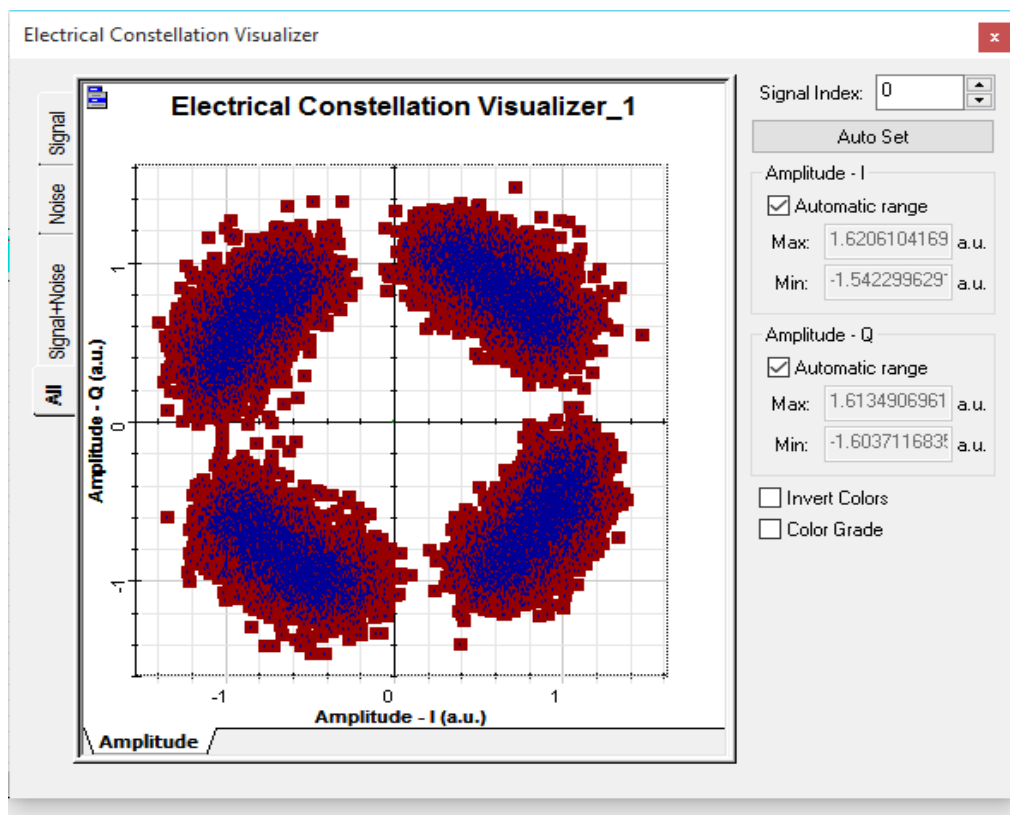 Electrical Constellation Visualizer
x
Signal
Noise
Signal+Noise
All
Electrical Constellation Visualizer_1
Amplitude - Q (a.u.)
1
0
-1
-1
0
1
Amplitude - I (a.u.)
Amplitude
Signal Index: 0
Auto Set
Amplitude - I
Automatic range
Max: 1.6206104169 a.u.
Min: -1.542299629 a.u.
Amplitude - Q
Automatic range
Max: 1.6134906961 a.u.
Min: -1.603711683 a.u.
Invert Colors
Color Grade